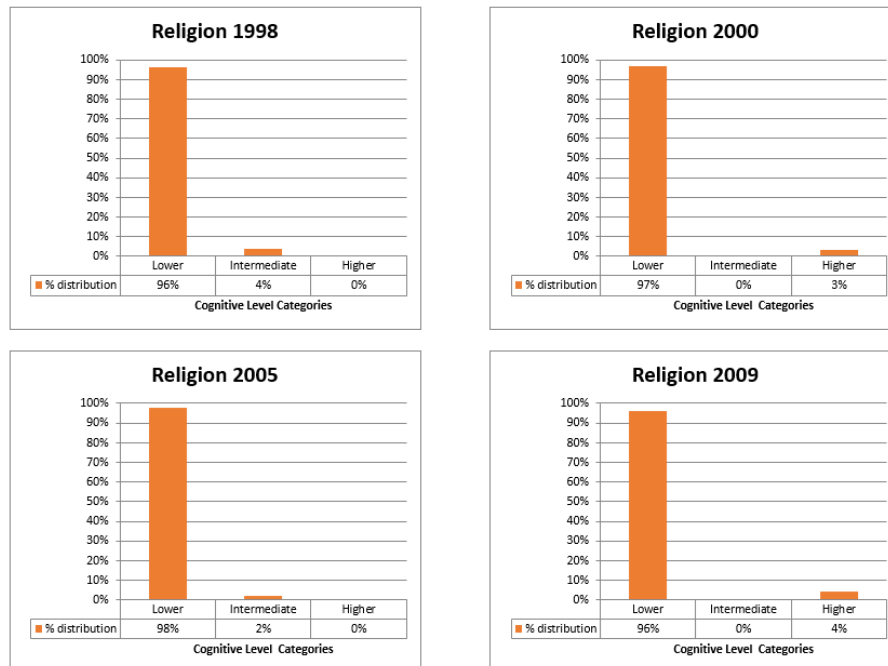 Religion 1998
100%
90%
80%
70%
60%
50%
40%
30%
20%
10%
0%
Lower Intermediate Higher
% distribution 96% 4% 0%
Cognitive Level Categories
Religion 2000
100%
90%
80%
70%
60%
50%
40%
30%
20%
10%
0%
Lower Intermediate Higher
% distribution 97% 0% 3%
Cognitive Level Categories
Religion 2005
100%
90%
80%
70%
60%
50%
40%
30%
20%
10%
0%
Lower Intermediate Higher
% distribution 98% 2% 0%
Cognitive Level Categories
Religion 2009
100%
90%
80%
70%
60%
50%
40%
30%
20%
10%
0%
Lower Intermediate Higher
% distribution 96% 0% 4%
Cognitive Level Categories